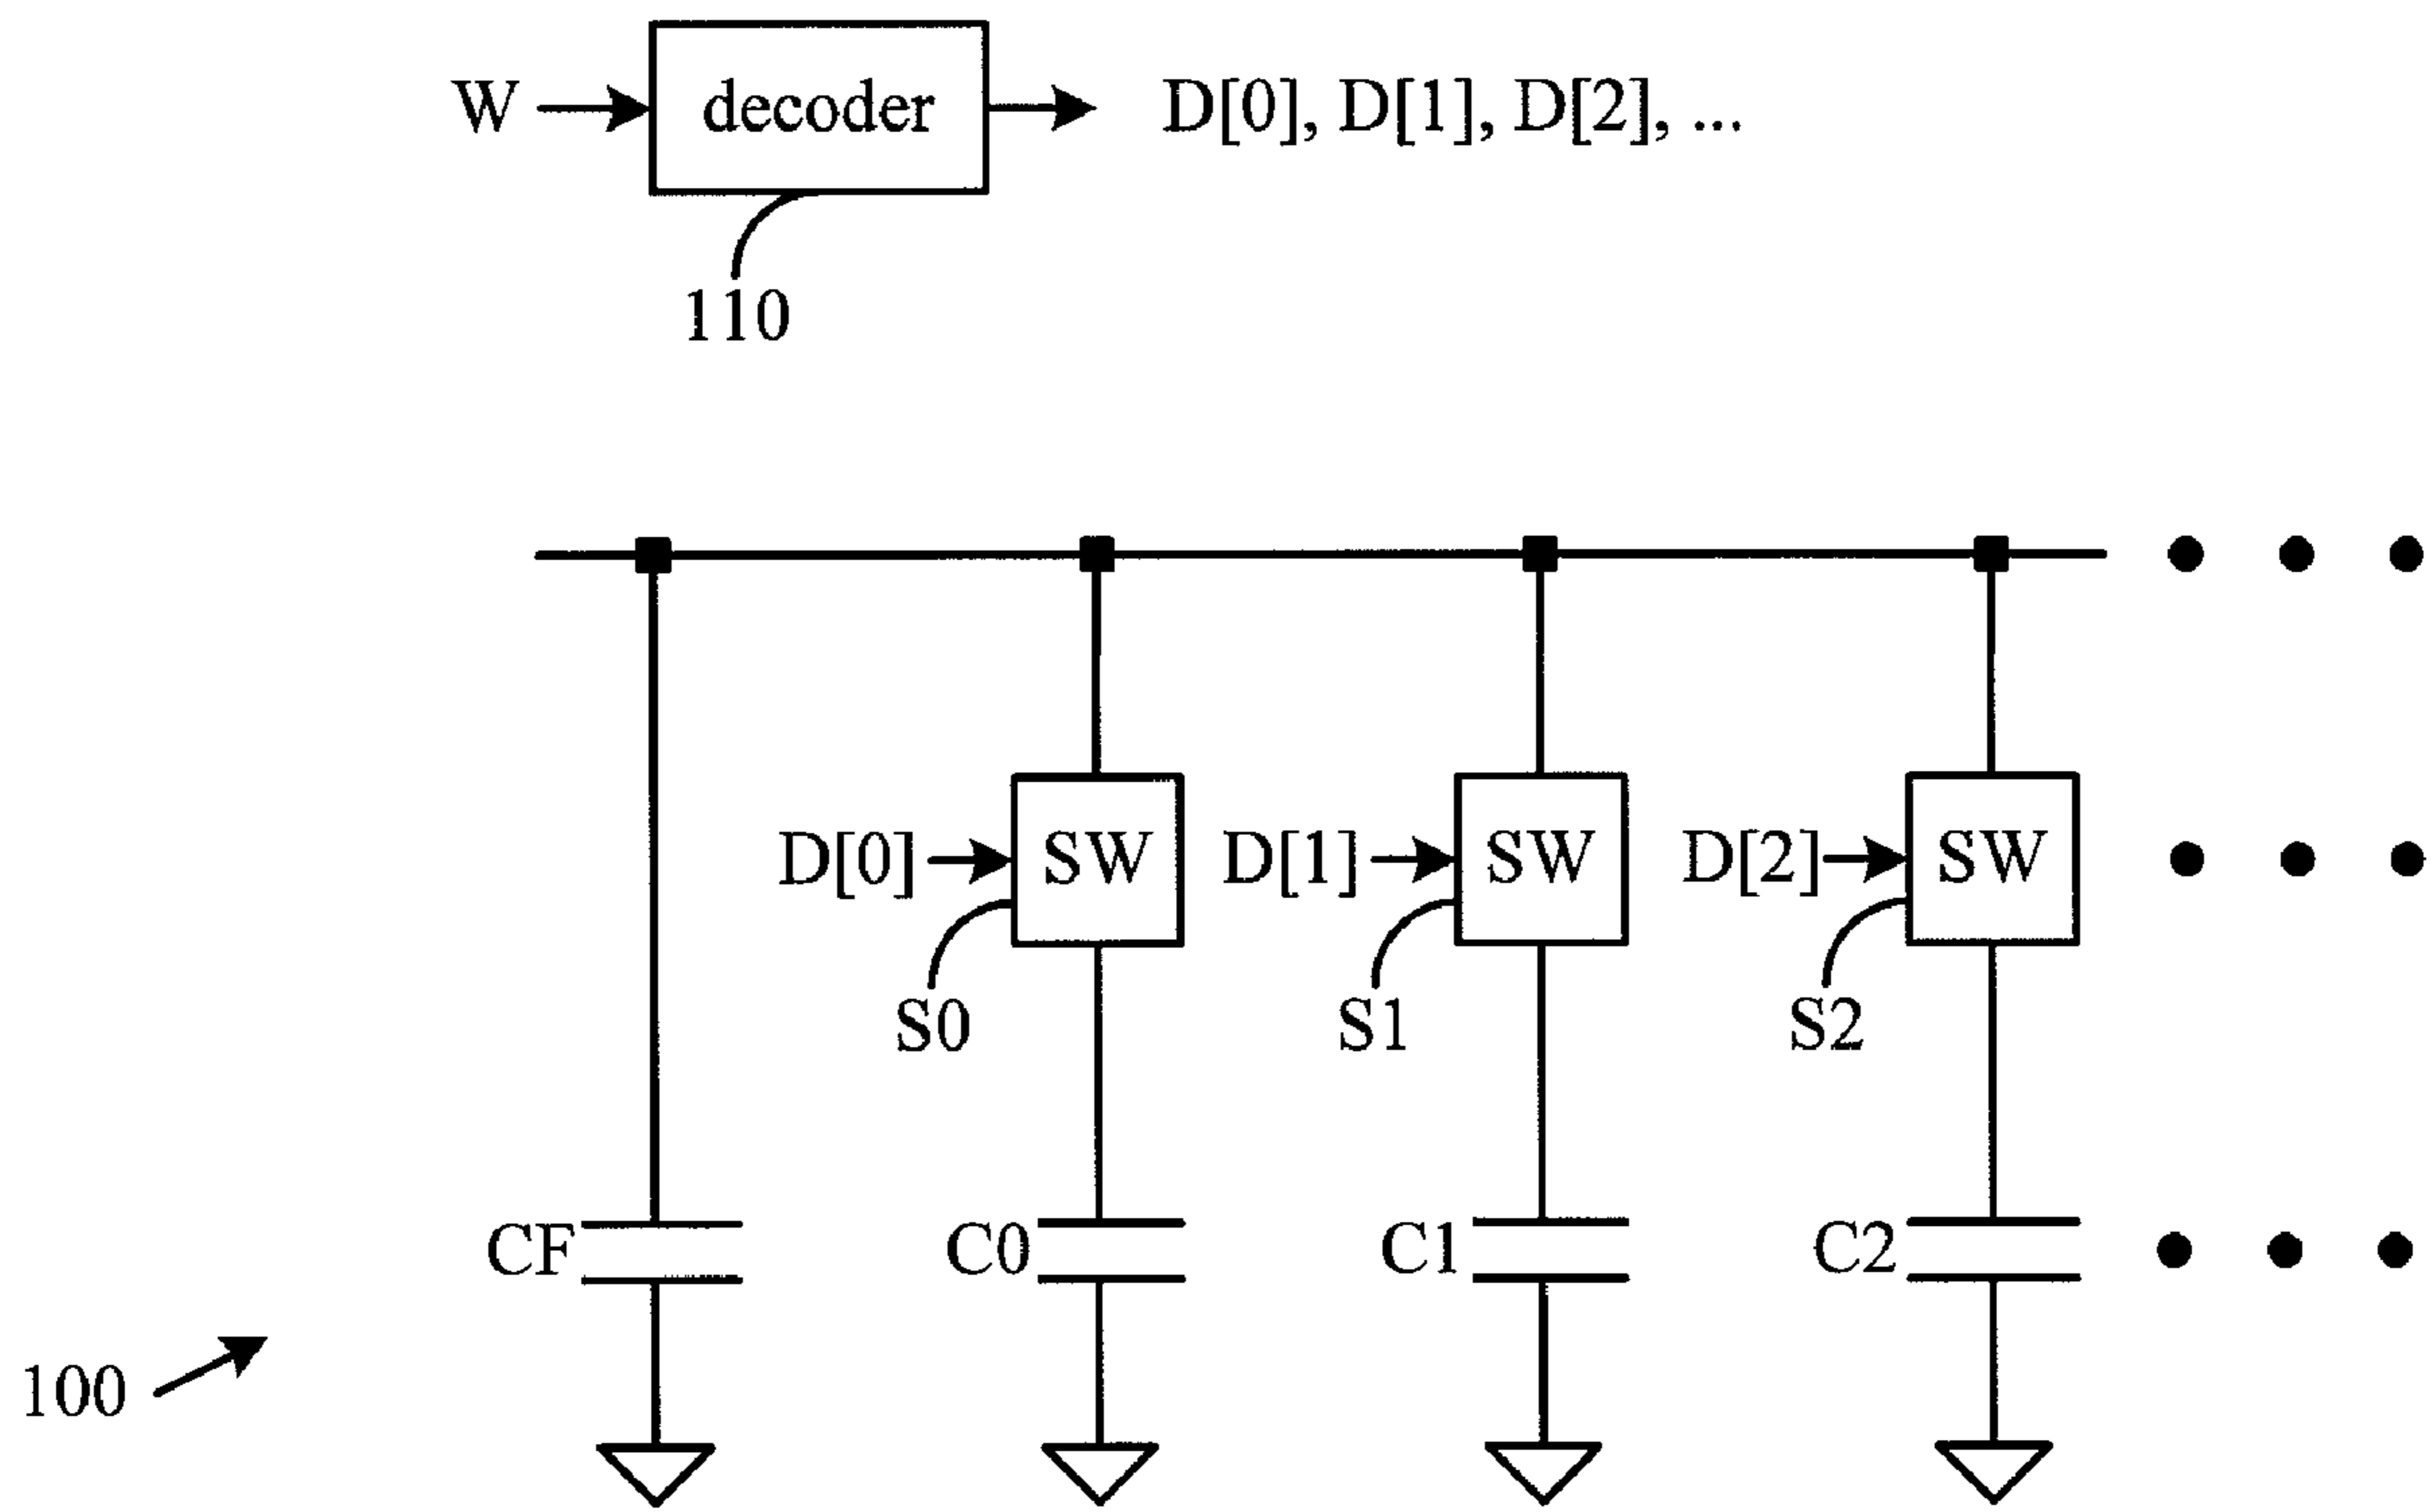 W decoder D[0], D[1], D[2], ...
110
D[0] SW D[1] SW D[2] SW
S0 S1 S2
CF C0 C1 C2
100